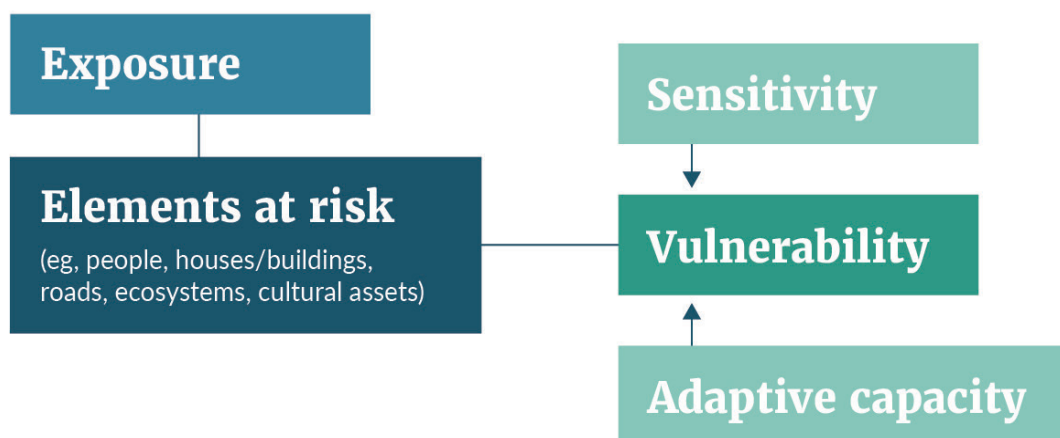 Exposure
Elements at risk
(eg, people, houses/buildings,
roads, ecosystems, cultural assets)
Sensitivity
Vulnerability
Adaptive capacity